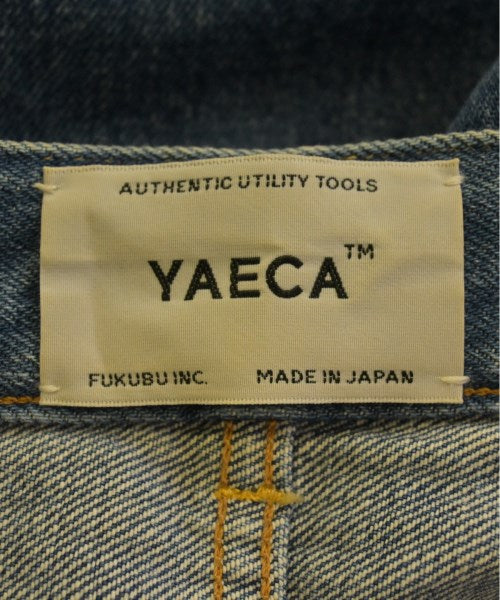 AUTHENTIC UTILITY TOOLS
YAECA™
FUKUBU INC. MADE IN JAPAN